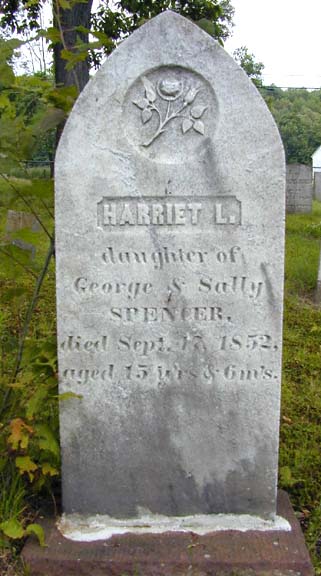 HARRIET L.
daughter of
George & Sally
SPENCER,
died Sept. 17, 1852,
aged 15 yrs & 6 m's.